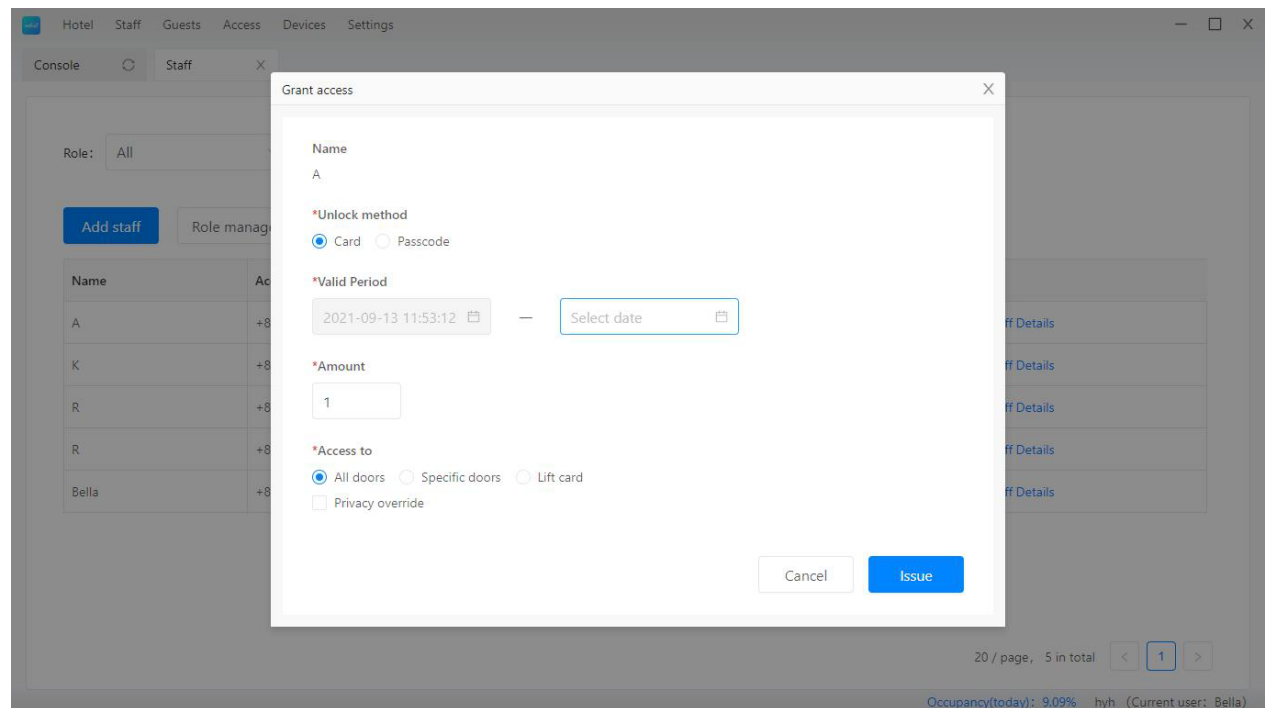 Hotel Staff Guests Access Devices Settings
Console Staff
Grant access
Name
A
*Unlock method
Card Passcode
*Valid Period
2021-09-13 11:53:12 — Select date
*Amount
1
*Access to
All doors Specific doors Lift card
Privacy override
Cancel Issue
Role: All
Add staff Role manag
Name Ac
A +8 ff Details
K +8 ff Details
R +8 ff Details
R +8 ff Details
Bella +8 ff Details
20 / page, 5 in total < 1 >
Occupancy(today): 9.09% hyh (Current user: Bella)